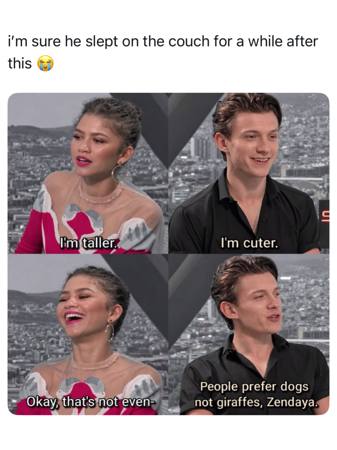 i'm sure he slept on the couch for a while after
this 😭
I'm taller.
I'm cuter.
Okay, that's not even-
People prefer dogs
not giraffes, Zendaya.